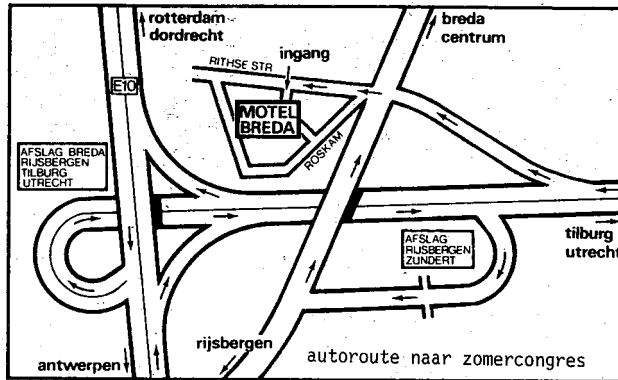 rotterdam
dordrecht
breda
centrum
ingang
RITHSE STR
E10
MOTEL
BREDA
ROSKAM
AFSLAG BREDA
RIJSBERGEN
TILBURG
UTRECHT
AFSLAG
RIJSBERGEN
ZUNDERT
tilburg
utrecht
rijsbergen
antwerpen
autoroute naar zomercongres